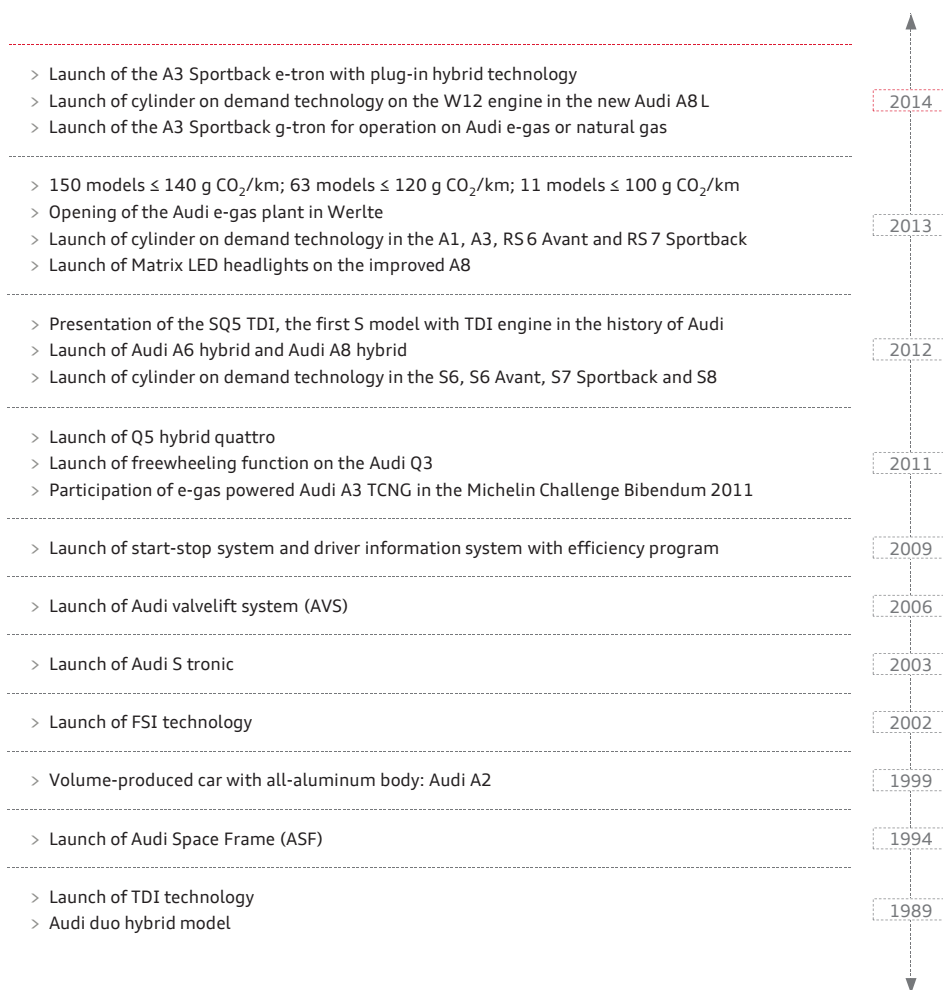 > Launch of the A3 Sportback e-tron with plug-in hybrid technology
> Launch of cylinder on demand technology on the W12 engine in the new Audi A8 L
> Launch of the A3 Sportback g-tron for operation on Audi e-gas or natural gas
2014
> 150 models ≤ 140 g CO₂/km; 63 models ≤ 120 g CO₂/km; 11 models ≤ 100 g CO₂/km
> Opening of the Audi e-gas plant in Werlte
> Launch of cylinder on demand technology in the A1, A3, RS 6 Avant and RS 7 Sportback
> Launch of Matrix LED headlights on the improved A8
2013
> Presentation of the SQ5 TDI, the first S model with TDI engine in the history of Audi
> Launch of Audi A6 hybrid and Audi A8 hybrid
> Launch of cylinder on demand technology in the S6, S6 Avant, S7 Sportback and S8
2012
> Launch of Q5 hybrid quattro
> Launch of freewheeling function on the Audi Q3
> Participation of e-gas powered Audi A3 TCNG in the Michelin Challenge Bibendum 2011
2011
> Launch of start-stop system and driver information system with efficiency program
2009
> Launch of Audi valvelift system (AVS)
2006
> Launch of Audi S tronic
2003
> Launch of FSI technology
2002
> Volume-produced car with all-aluminum body: Audi A2
1999
> Launch of Audi Space Frame (ASF)
1994
> Launch of TDI technology
> Audi duo hybrid model
1989